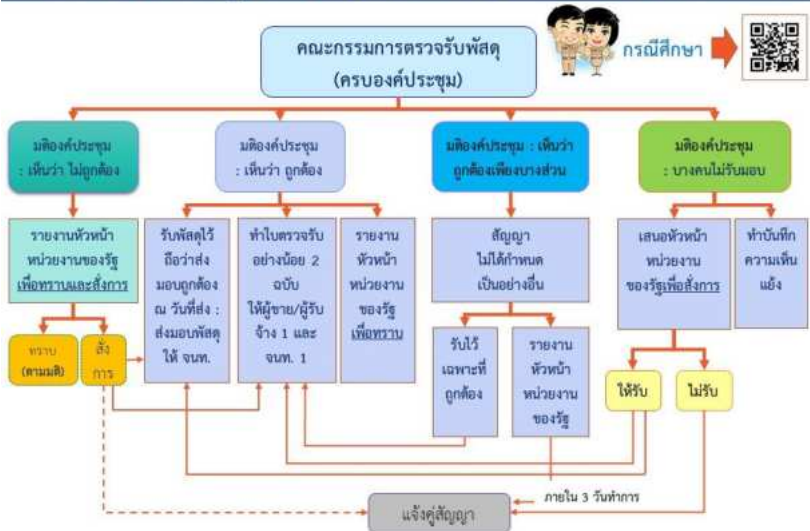 คณะกรรมการตรวจรับพัสดุ
(ครบองค์ประชุม)
กรณีศึกษา
มติองค์ประชุม
: เห็นว่า ไม่ถูกต้อง
มติองค์ประชุม
: เห็นว่า ถูกต้อง
มติองค์ประชุม : เห็นว่า
ถูกต้องเพียงบางส่วน
มติองค์ประชุม
: บางคนไม่รับมอบ
รายงานหัวหน้า
หน่วยงานของรัฐ
เพื่อทราบและสั่งการ
รับพัสดุไว้
ถือว่าส่ง
มอบถูกต้อง
ณ วันที่ส่ง :
ส่งมอบพัสดุ
ให้ จนท.
ทำใบตรวจรับ
อย่างน้อย 2
ฉบับ
ให้ผู้ขาย/ผู้รับ
จ้าง 1 และ
จนท. 1
รายงาน
หัวหน้า
หน่วยงาน
ของรัฐ
เพื่อทราบ
สัญญา
ไม่ได้กำหนด
เป็นอย่างอื่น
เสนอหัวหน้า
หน่วยงาน
ของรัฐเพื่อสั่งการ
ทำบันทึก
ความเห็น
แย้ง
ทราบ
(ตามมติ)
สั่ง
การ
รับไว้
เฉพาะที่
ถูกต้อง
รายงาน
หัวหน้า
หน่วยงาน
ของรัฐ
ให้รับ
ไม่รับ
ภายใน 3 วันทำการ
แจ้งคู่สัญญา